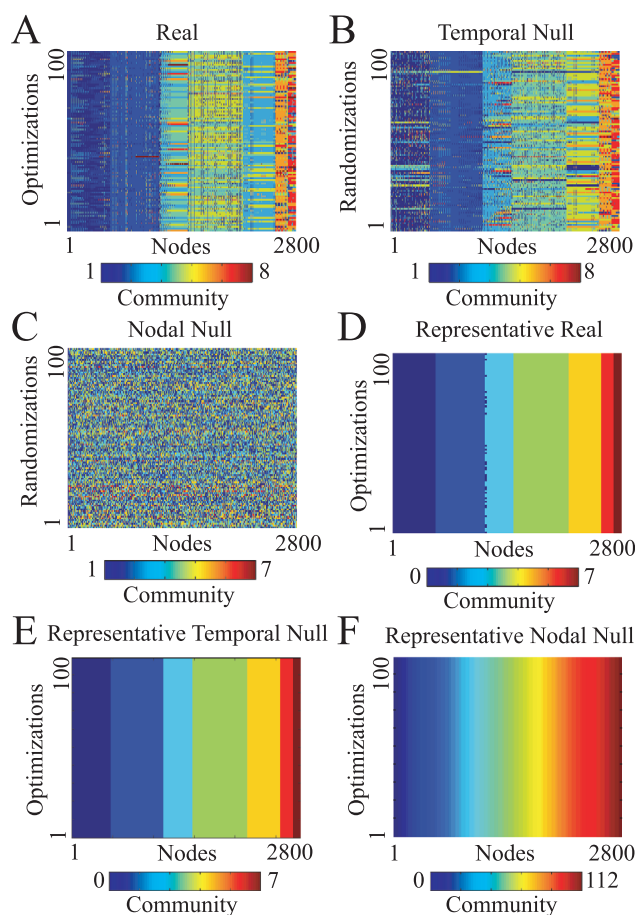 A Real
Optimizations
100
1
1 Nodes 2800
1 8
Community
B Temporal Null
Randomizations
100
1
1 Nodes 2800
1 8
Community
C Nodal Null
Randomizations
100
1
1 Nodes 2800
1 7
Community
D Representative Real
Optimizations
100
1
1 Nodes 2800
0 7
Community
E Representative Temporal Null
Optimizations
100
1
1 Nodes 2800
0 7
Community
F Representative Nodal Null
Optimizations
100
1
1 Nodes 2800
0 112
Community